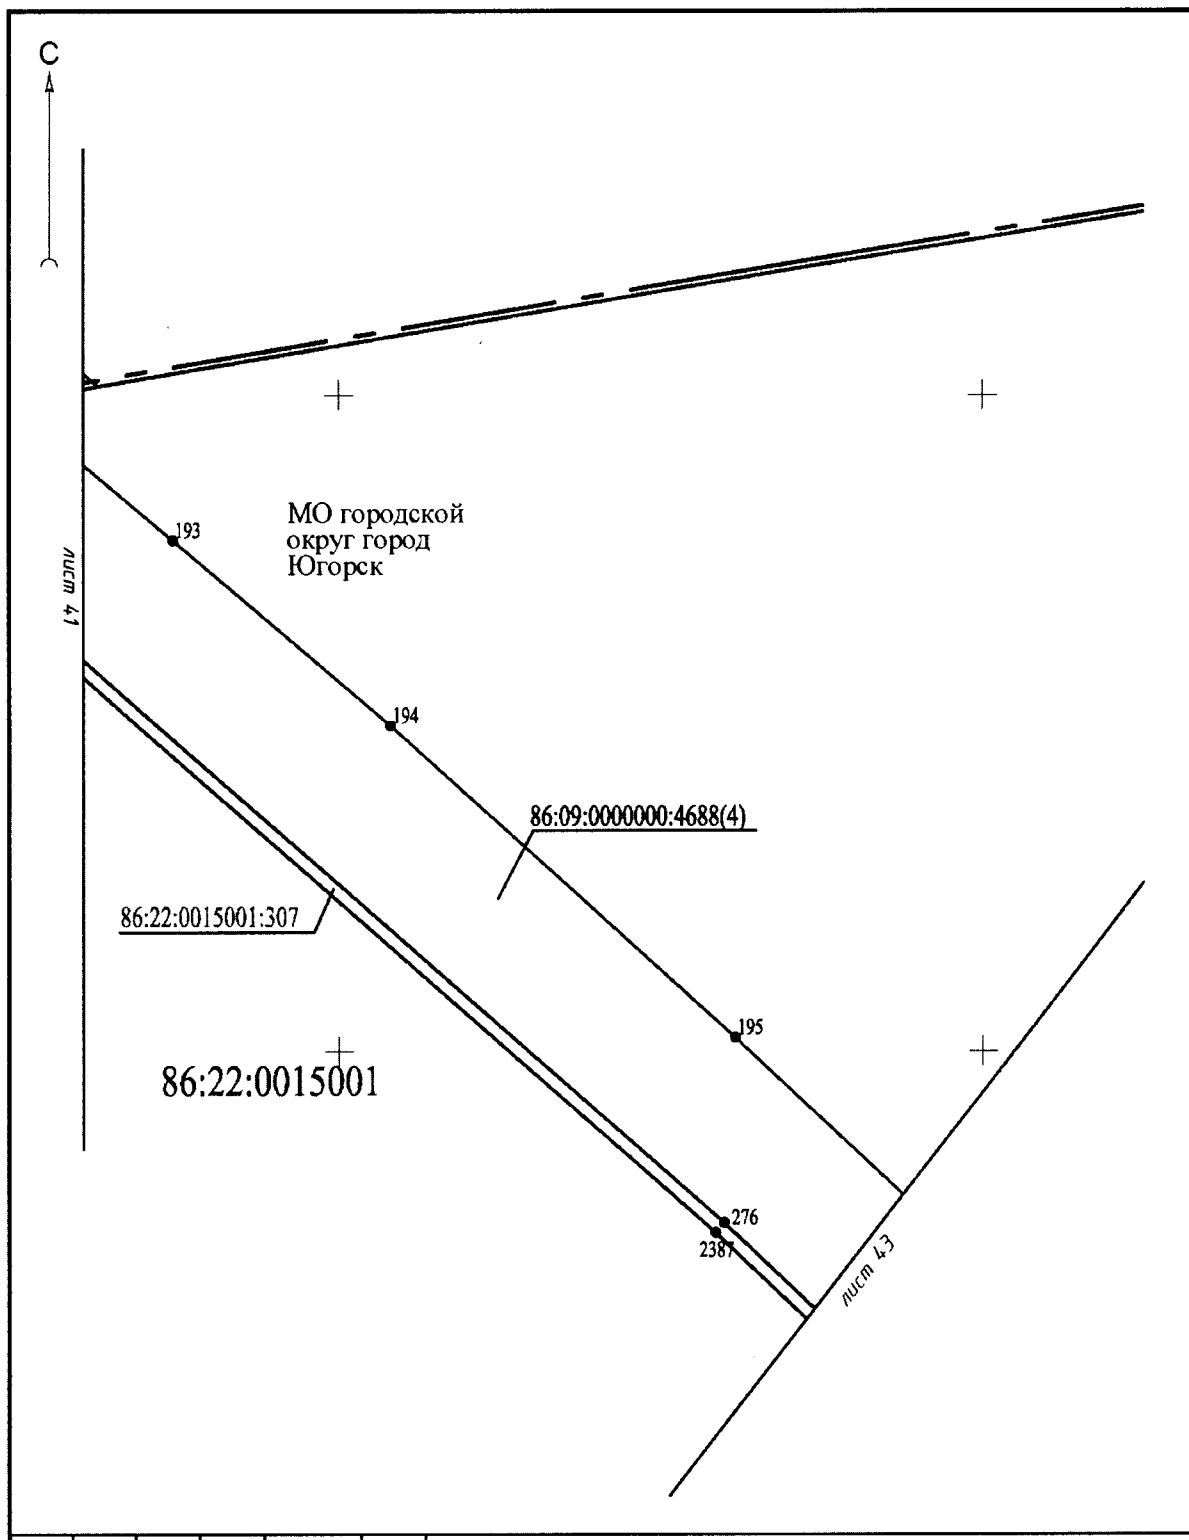 С
193
МО городской
округ город
Югорск
лист 41
194
86:09:0000000:4688(4)
86:22:0015001:307
195
86:22:0015001
276
2387
лист 43